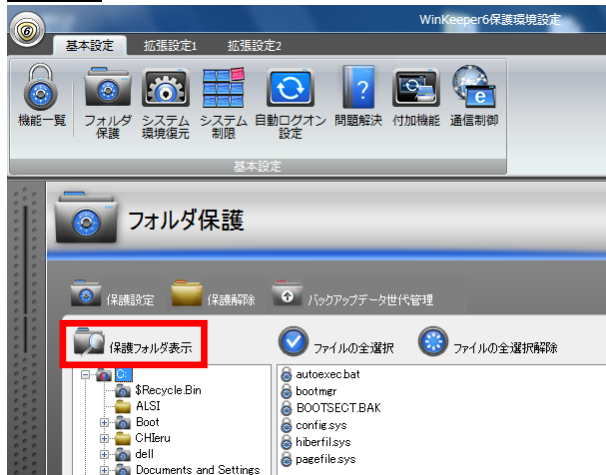 WinKeeper6保護環境設定
6
基本設定 拡張設定1 拡張設定2
機能一覧 フォルダ保護 システム環境復元 システム制限 自動ログオン設定 問題解決 付加機能 通信制御
基本設定
フォルダ保護
保護設定 保護解除 バックアップデータ世代管理
保護フォルダ表示 ファイルの全選択 ファイルの全選択解除
C:
$Recycle.Bin
ALSI
Boot
CHIeru
dell
Documents and Settings
autoexec.bat
bootmgr
BOOTSECT.BAK
config.sys
hiberfil.sys
pagefile.sys